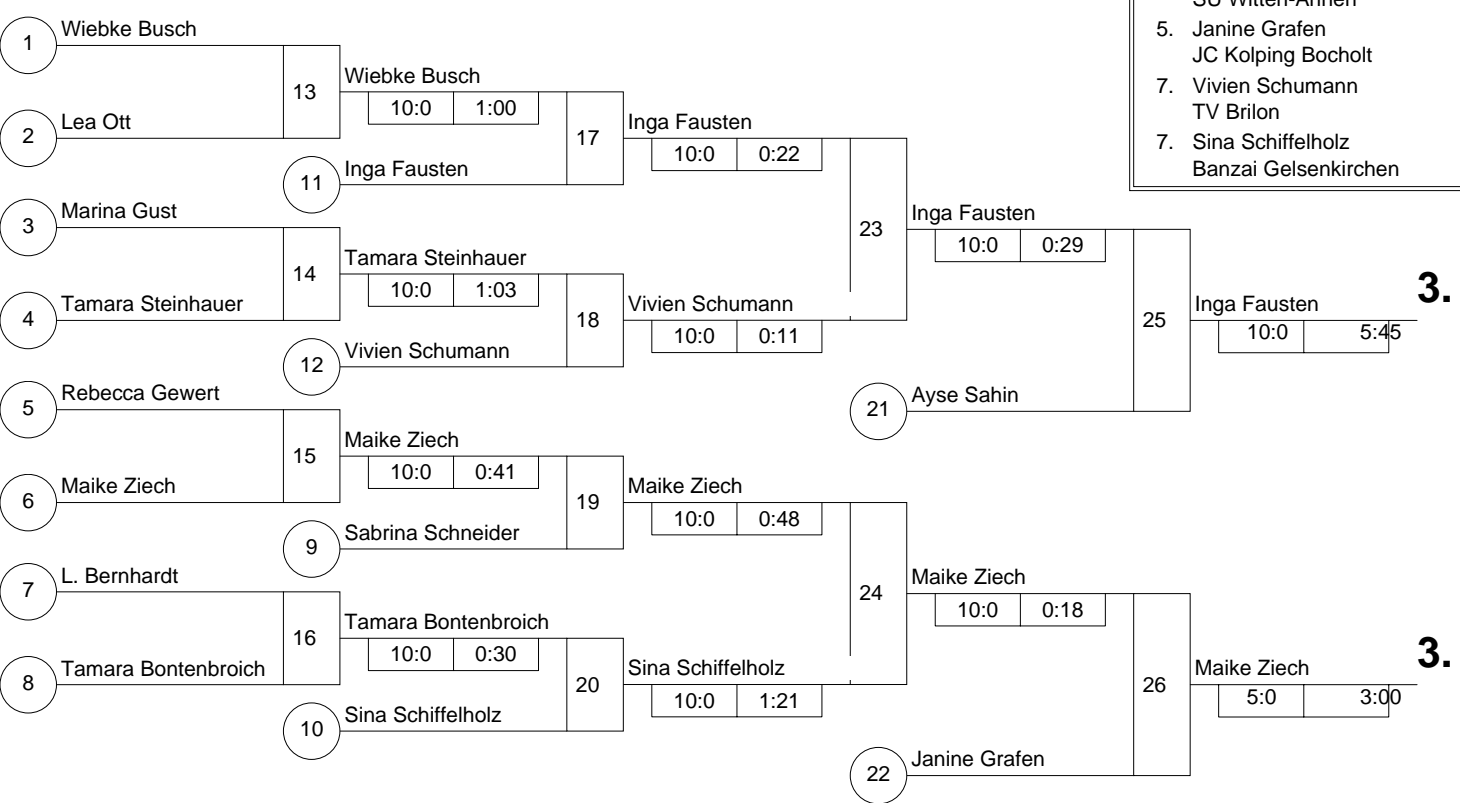 SU Witten-Annen
5. Janine Grafen
JC Kolping Bocholt
7. Vivien Schumann
TV Brilon
7. Sina Schiffelholz
Banzai Gelsenkirchen
1 Wiebke Busch
13
Wiebke Busch
10:0 1:00
2 Lea Ott
17
Inga Fausten
10:0 0:22
11 Inga Fausten
3 Marina Gust
23
Inga Fausten
10:0 0:29
14
Tamara Steinhauer
10:0 1:03
3.
4 Tamara Steinhauer
18
Vivien Schumann
10:0 0:11
25
Inga Fausten
10:0 5:45
12 Vivien Schumann
5 Rebecca Gewert
21 Ayse Sahin
15
Maike Ziech
10:0 0:41
6 Maike Ziech
19
Maike Ziech
10:0 0:48
9 Sabrina Schneider
7 L. Bernhardt
24
Maike Ziech
10:0 0:18
16
Tamara Bontenbroich
10:0 0:30
3.
8 Tamara Bontenbroich
20
Sina Schiffelholz
10:0 1:21
26
Maike Ziech
5:0 3:00
10 Sina Schiffelholz
22 Janine Grafen